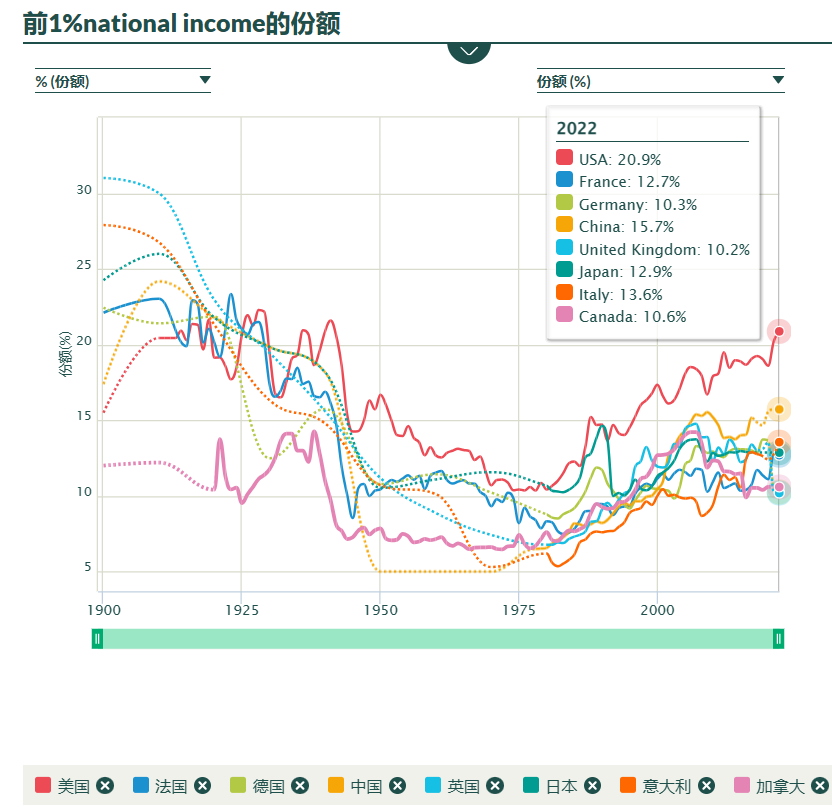 前1%national income的份额
% (份额)
份额 (%)
2022
USA: 20.9%
France: 12.7%
Germany: 10.3%
China: 15.7%
United Kingdom: 10.2%
Japan: 12.9%
Italy: 13.6%
Canada: 10.6%
份额(%)
30
25
20
15
10
5
1900
1925
1950
1975
2000
美国 法国 德国 中国 英国 日本 意大利 加拿大